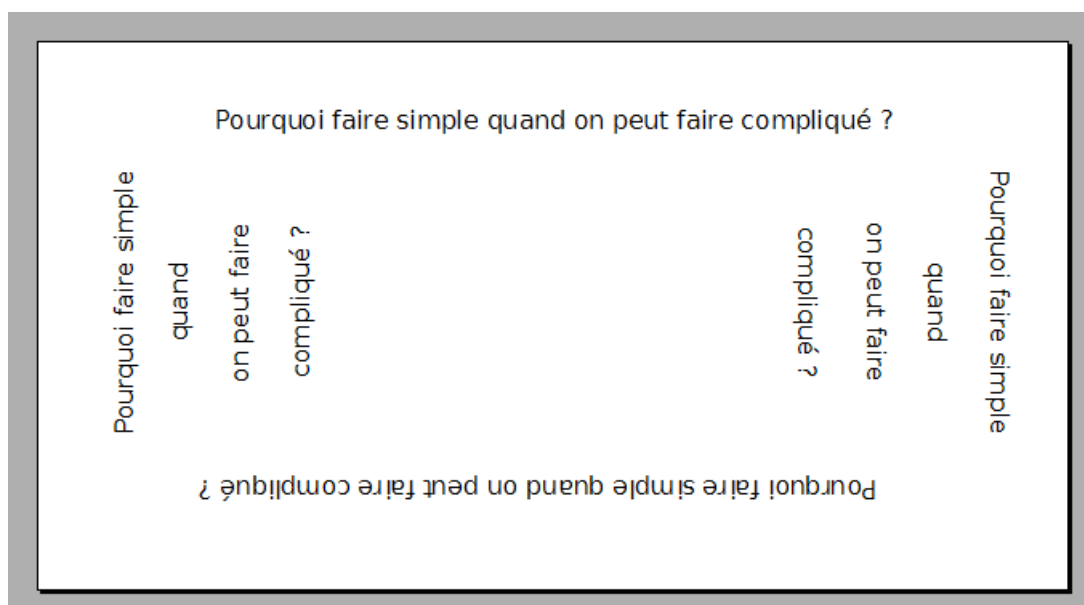 Pourquoi faire simple quand on peut faire compliqué ?
Pourquoi faire simple
quand
on peut faire
compliqué ?
Pourquoi faire simple
quand
on peut faire
compliqué ?
Pourquoi faire simple quand on peut faire compliqué ?